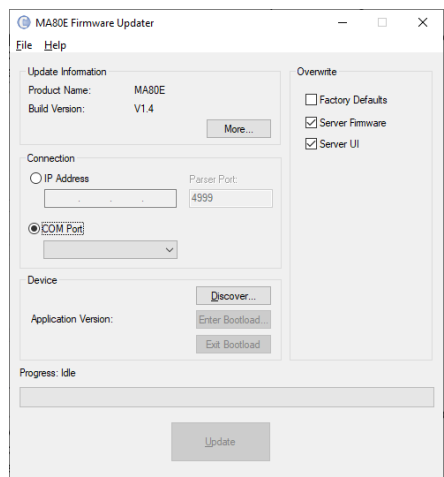 MA80E Firmware Updater
File Help
Update Information
Product Name: MA80E
Build Version: V1.4
More...
Connection
IP Address
Parser Port:
. . .
4999
COM Port
Device
Discover...
Application Version:
Enter Bootload...
Exit Bootload
Overwrite
Factory Defaults
Server Firmware
Server UI
Progress: Idle
Update